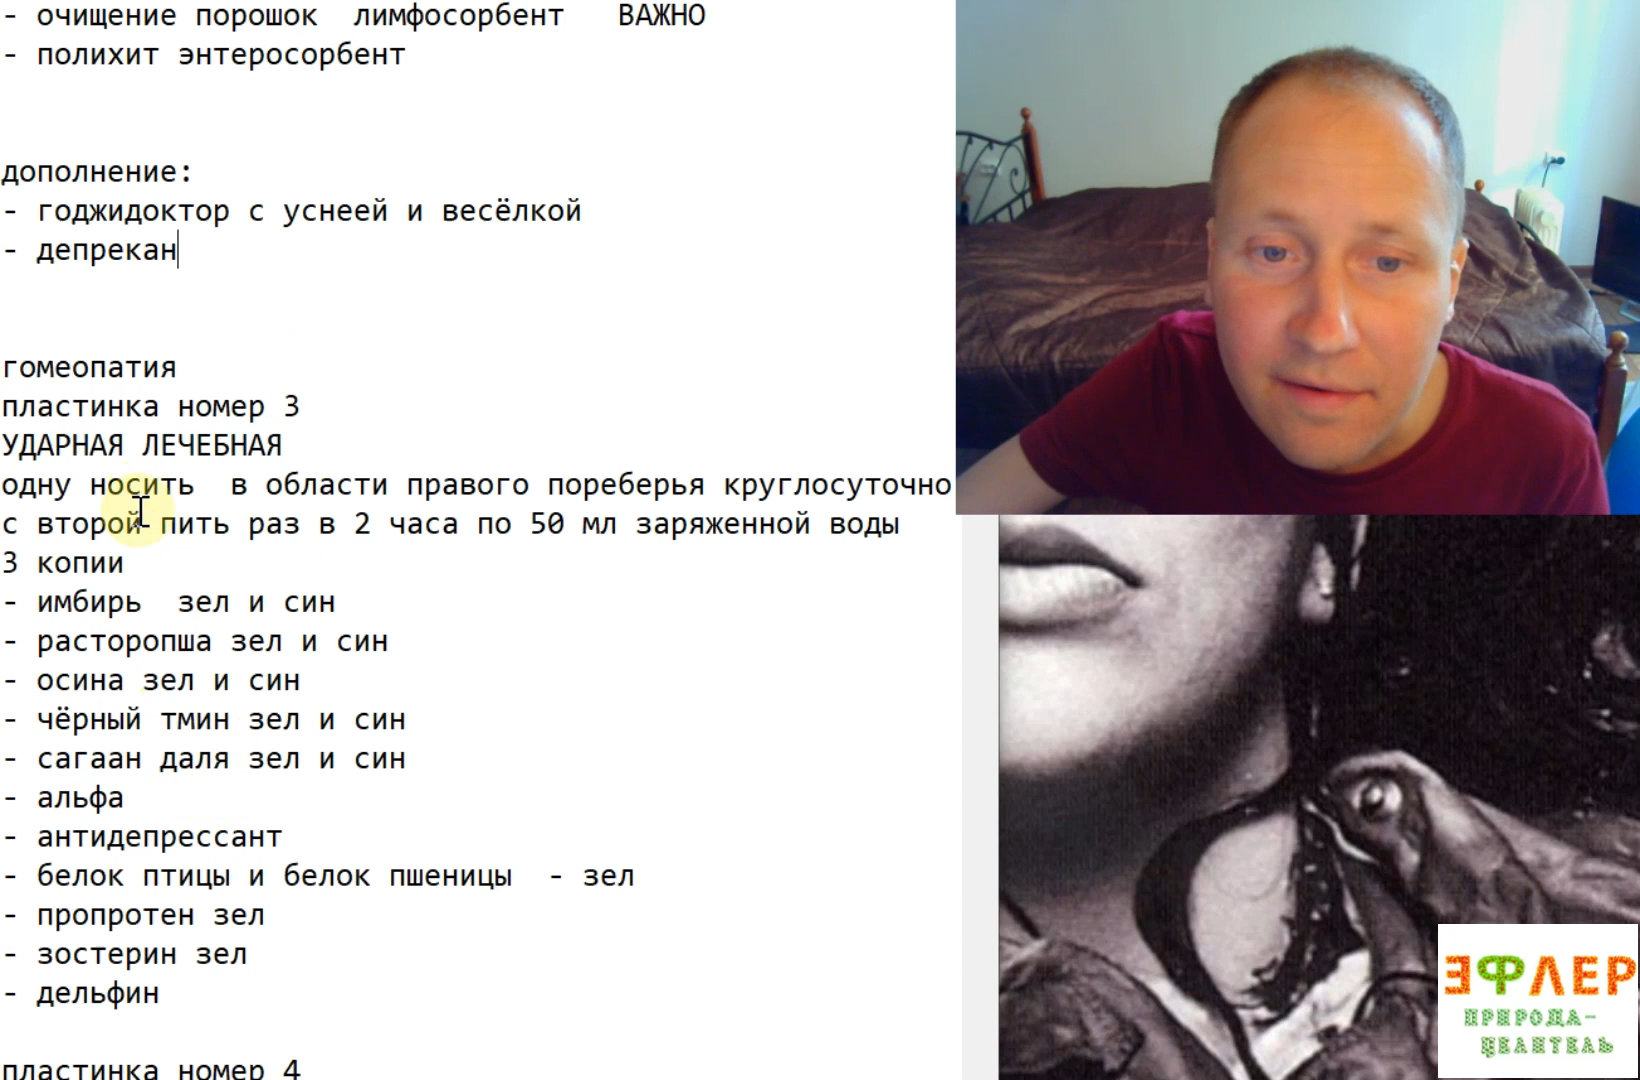 - очищение порошок  лимфосорбент   ВАЖНО
- полихит энтеросорбент
дополнение:
- годжидоктор с уснеей и весёлкой
- депрекан
гомеопатия
пластинка номер 3
УДАРНАЯ ЛЕЧЕБНАЯ
одну носить  в области правого пореберья круглосуточно
с второй пить раз в 2 часа по 50 мл заряженной воды
3 копии
- имбирь  зел и син
- расторопша зел и син
- осина зел и син
- чёрный тмин зел и син
- сагаан даля зел и син
- альфа
- антидепрессант
- белок птицы и белок пшеницы  - зел
- пропротен зел
- зостерин зел
- дельфин
пластинка номер 4
ЭФЛЕР
ПРИРОДА-
ЦЕЛИТЕЛЬ